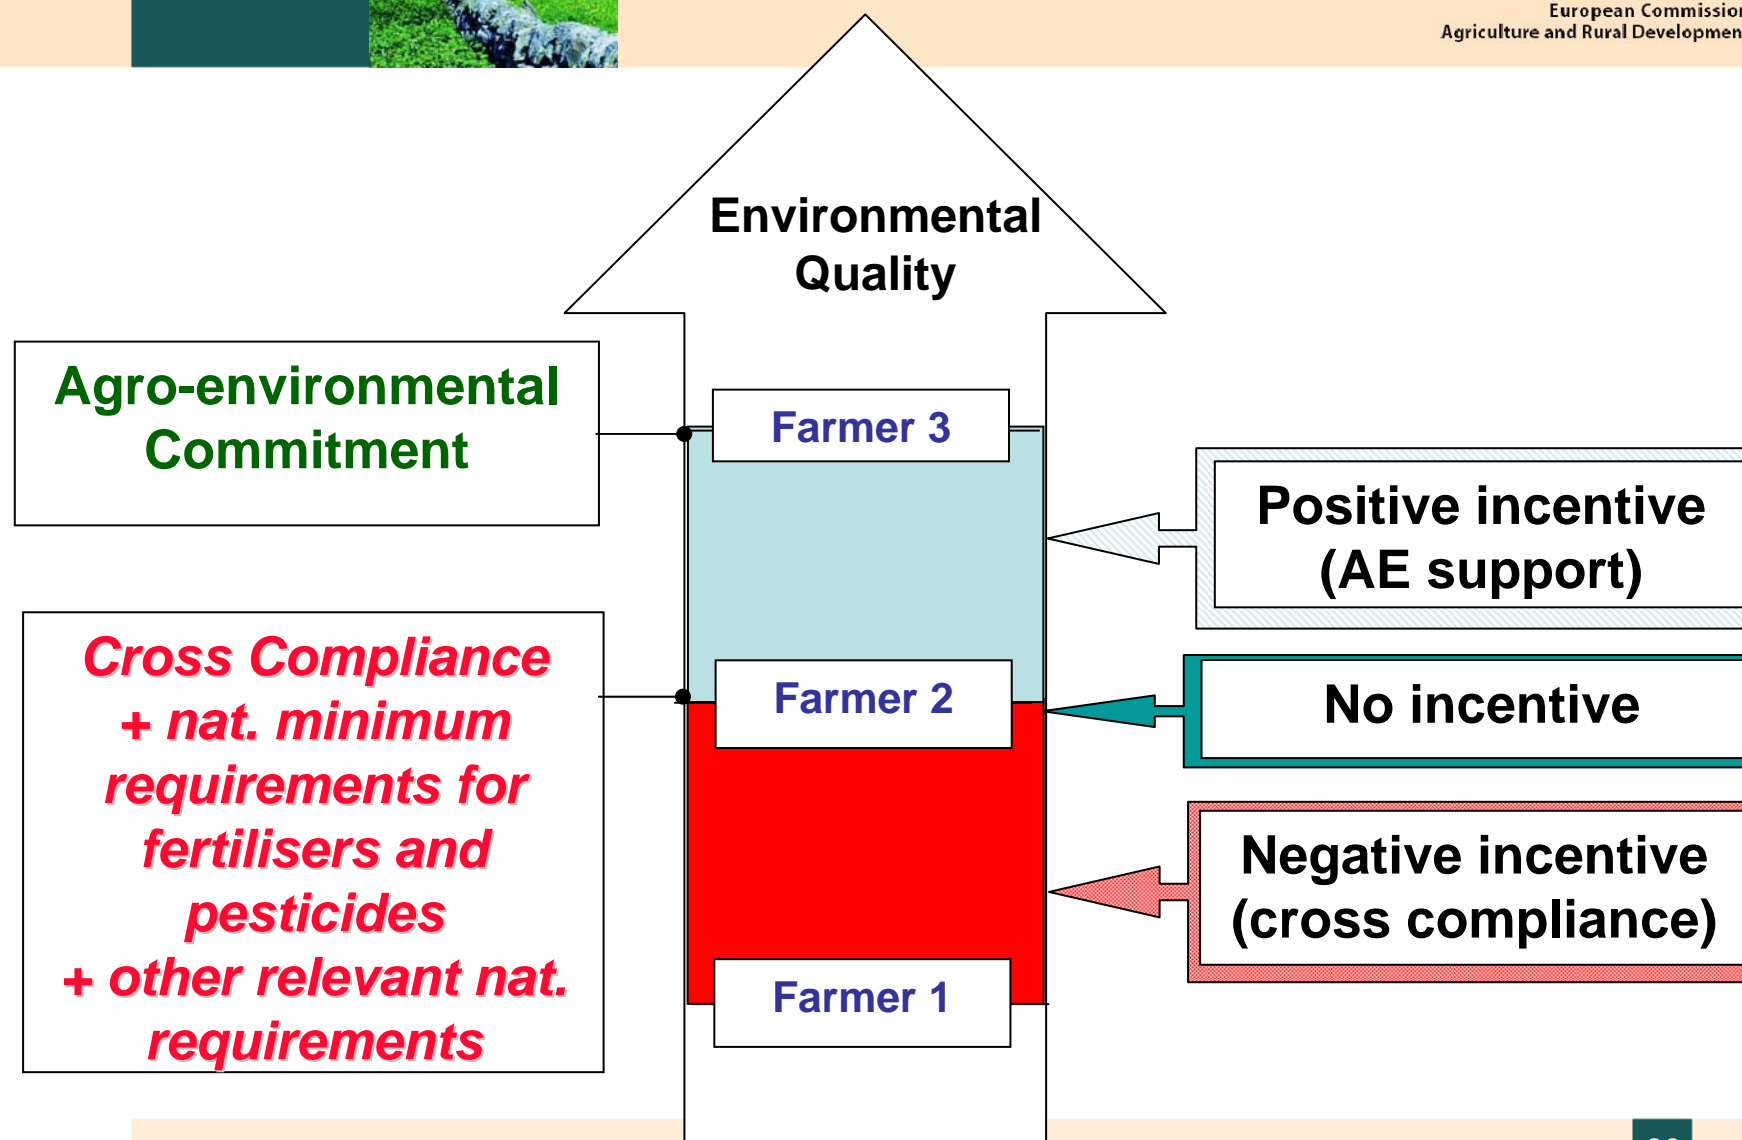 European Commission
Agriculture and Rural Development
Environmental
Quality
Agro-environmental
Commitment
Farmer 3
Positive incentive
(AE support)
Cross Compliance
+ nat. minimum
requirements for
fertilisers and
pesticides
+ other relevant nat.
requirements
Farmer 2
No incentive
Negative incentive
(cross compliance)
Farmer 1